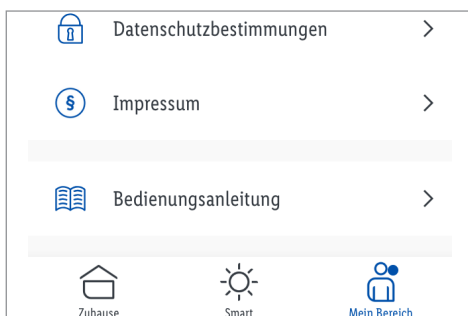 Datenschutzbestimmungen
§ Impressum
Bedienungsanleitung
Zuhause Smart Mein Bereich